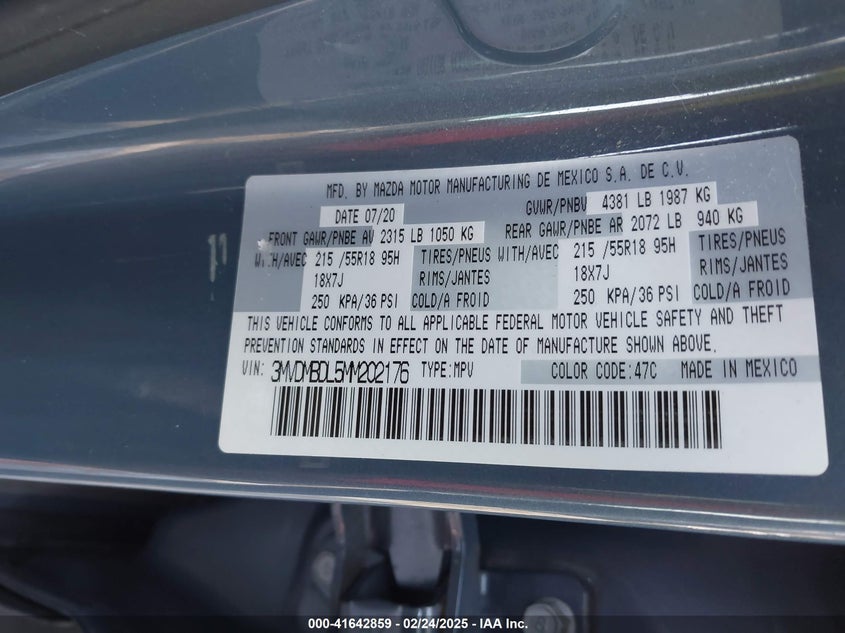 MFD. BY MAZDA MOTOR MANUFACTURING DE MEXICO S.A. DE C.V.
DATE 07/20 GVWR/PNBV 4381 LB 1987 KG
FRONT GAWR/PNBE AV 2315 LB 1050 KG REAR GAWR/PNBE AR 2072 LB 940 KG
WITH/AVEC 215 /55R18 95H TIRES/PNEUS WITH/AVEC 215 /55R18 95H TIRES/PNEUS
18X7J RIMS/JANTES 18X7J RIMS/JANTES
250 KPA/36 PSI COLD/A FROID 250 KPA/36 PSI COLD/A FROID
THIS VEHICLE CONFORMS TO ALL APPLICABLE FEDERAL MOTOR VEHICLE SAFETY AND THEFT
PREVENTION STANDARDS IN EFFECT ON THE DATE OF MANUFACTURE SHOWN ABOVE.
VIN: 3MVDMBDL5MM202176 TYPE:MPV COLOR CODE:47C MADE IN MEXICO
000-41642859 - 02/24/2025 - IAA Inc.